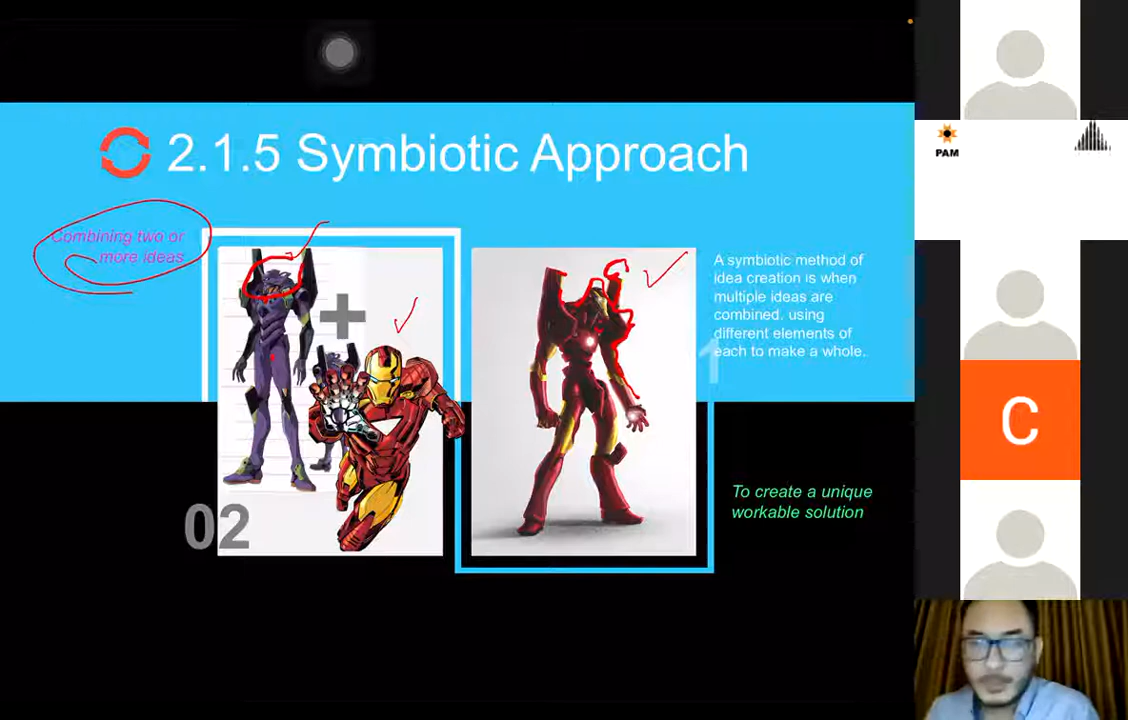 2.1.5 Symbiotic Approach
Combining two or
more ideas
A symbiotic method of
idea creation is when
multiple ideas are
combined. using
different elements of
each to make a whole.
1
To create a unique
workable solution
02
PAM
C